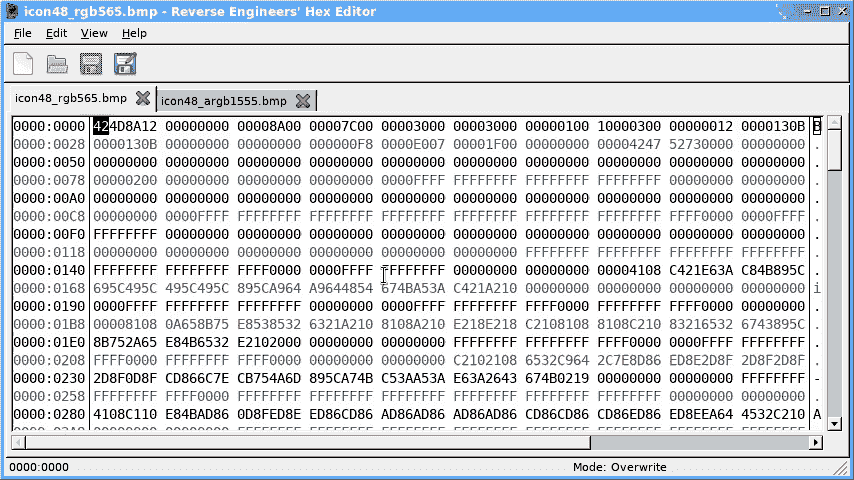 icon48_rgb565.bmp - Reverse Engineers' Hex Editor
File Edit View Help
icon48_rgb565.bmp icon48_argb1555.bmp
0000:0000 424D8A12 00000000 00008A00 00007C00 00003000 00003000 00000100 10000300 00000012 0000130B B
0000:0028 0000130B 00000000 000000F8 0000E007 00001F00 00000000 00004247 52730000 00000000 00000000 .
0000:0050 00000000 00000000 00000000 00000000 00000000 00000000 00000000 00000000 00000000 00000000 .
0000:0078 00000200 00000000 00000000 00000000 0000FFFF FFFFFFFF FFFFFFFF FFFFFFFF 00000000 00000000 .
0000:00A0 00000000 00000000 00000000 00000000 00000000 00000000 00000000 00000000 00000000 00000000 .
0000:00C8 00000000 0000FFFF FFFFFFFF FFFFFFFF 00000000 00000000 00000000 FFFFFFFF FFFF0000 0000FFFF .
0000:00F0 FFFFFFFF 00000000 00000000 00000000 00000000 00000000 00000000 00000000 00000000 00000000 .
0000:0118 00000000 00000000 00000000 00000000 00000000 00000000 FFFFFFFF FFFFFFFF FFFFFFFF FFFFFFFF .
0000:0140 FFFFFFFF FFFFFFFF FFFF0000 0000FFFF FFFFFFFF 00000000 00000000 00004108 C421E63A C84B895C .
0000:0168 695C495C 495C495C 895CA964 A9644854 674BA53A C421A210 00000000 00000000 00000000 00000000 i
0000:0190 0000FFFF FFFFFFFF 00000000 0000FFFF FFFFFFFF FFFFFFFF FFFF0000 FFFFFFFF FFFF0000 00000000 .
0000:01B8 00008108 0A658B75 E8538532 6321A210 8108A210 E218E218 C2108108 8108C210 83216532 6743895C .
0000:01E0 8B752A65 E84B6532 E2102000 00000000 00000000 FFFFFFFF FFFFFFFF 00000000 0000FFFF FFFFFFFF .
0000:0208 FFFF0000 FFFFFFFF FFFF0000 00000000 00000000 C2102108 6532C964 2C7E8D86 ED8E2D8F 2D8F2D8F .
0000:0230 2D8F0D8F CD866C7E CB754A6D 895CA74B C53AA53A E63A2643 674B0219 00000000 00000000 FFFFFFFF -
0000:0258 FFFFFFFF FFFF0000 00000000 FFFFFFFF FFFFFFFF FFFFFFFF FFFFFFFF FFFF0000 00000000 00000000 .
0000:0280 4108C110 E84BAD86 0D8FED8E ED86CD86 AD86AD86 AD86AD86 CD86CD86 CD86ED86 ED8EEA64 4532C210 A
0000:0000 Mode: Overwrite